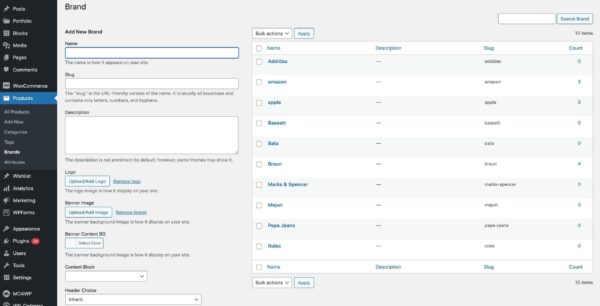 Posts
Portfolio
Blocks
Media
Pages
Comments
WooCommerce
Products
All Products
Add New
Categories
Tags
Brands
Attributes
Wishlist
Analytics
Marketing
WPForms
Appearance
Plugins 24
Users
Tools
Settings
MC4WP
WP-Optimize
Brand
Add New Brand
Name
The name is how it appears on your site.
Slug
The "slug" is the URL-friendly version of the name. It is usually all lowercase and
contains only letters, numbers, and hyphens.
Description
The description is not prominent by default; however, some themes may show it.
Logo
Upload/Add Logo Remove logo
The logo image is how it display on your site.
Banner Image
Upload/Add Image Remove image
The banner background image is how it display on your site.
Banner Content BG
Select Color
The banner background image is how it display on your site.
Content Block
Header Choice
Inherit
Search Brand
Bulk actions Apply 10 items
Name Description Slug Count
Addidas — addidas 0
amazon — amazon 5
apple — apple 0
Bassett — bassett 0
Bata — bata 0
Braun — braun 4
Marks & Spencer — marks-spencer 0
Mejuri — mejuri 0
Pepe Jeans — pepe-jeans 0
Rolex — rolex 0
Name Description Slug Count
Bulk actions Apply 10 items